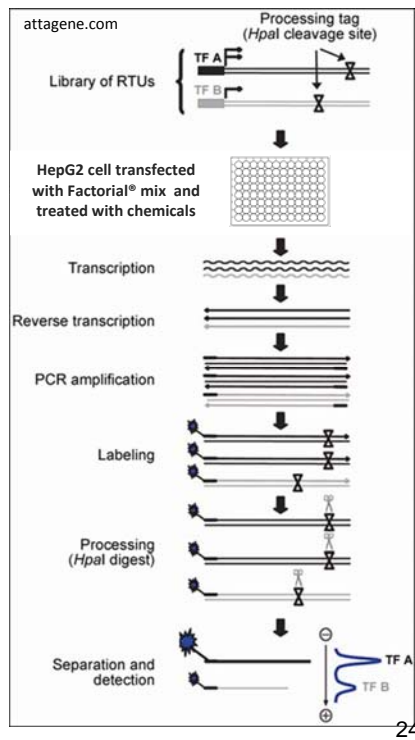 attagene.com
Processing tag
(HpaI cleavage site)
TF A
Library of RTUs
TF B
HepG2 cell transfected
with Factorial® mix and
treated with chemicals
Transcription
Reverse transcription
PCR amplification
Labeling
Processing
(HpaI digest)
Separation and
detection
TF A
TF B
24